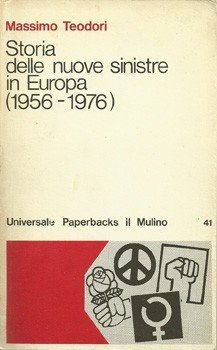 Massimo Teodori
Storia
delle nuove sinistre
in Europa
(1956-1976)
Universale Paperbacks il Mulino 41